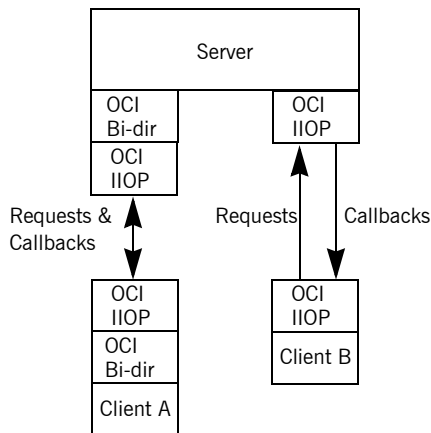 Server
OCI
Bi-dir
OCI
IIOP
OCI
IIOP
Requests &
Callbacks
Requests
Callbacks
OCI
IIOP
OCI
Bi-dir
Client A
OCI
IIOP
Client B